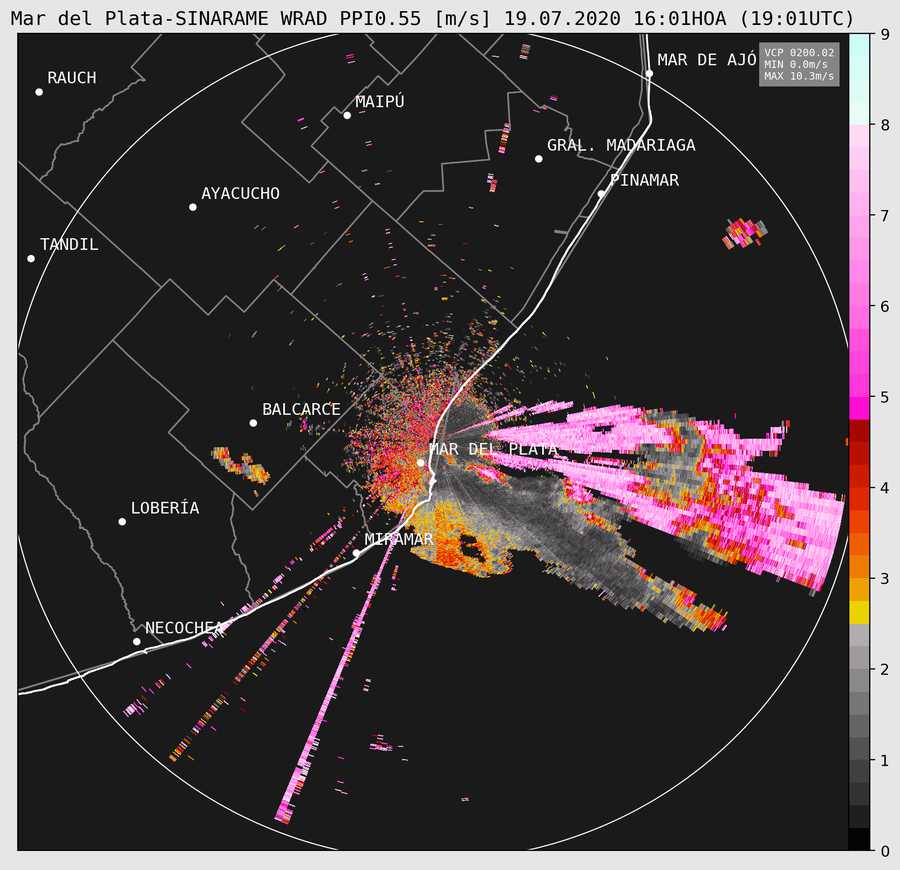 Mar del Plata-SINARAME WRAD PPI0.55 [m/s] 19.07.2020 16:01HOA (19:01UTC)
VCP 0200.02
MIN 0.0m/s
MAX 10.3m/s
MAR DE AJÓ
RAUCH
MAIPÚ
GRAL. MADARIAGA
PINAMAR
AYACUCHO
TANDIL
BALCARCE
MAR DEL PLATA
LOBERÍA
MIRAMAR
NECOCHEA
9
8
7
6
5
4
3
2
1
0